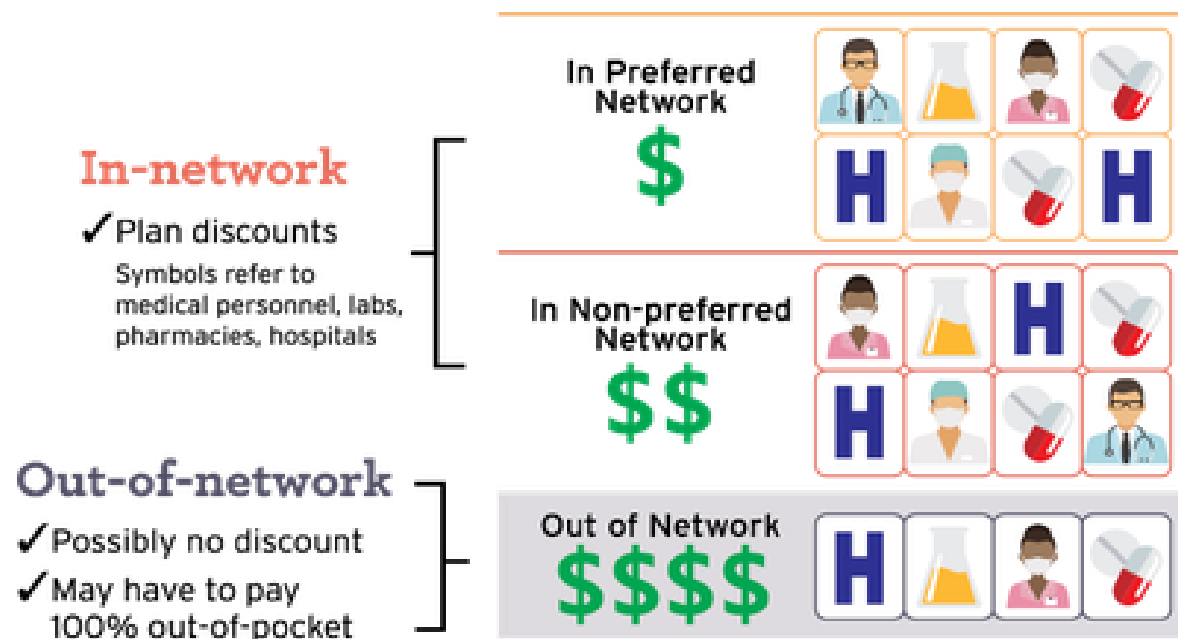 In-network
✓Plan discounts
Symbols refer to
medical personnel, labs,
pharmacies, hospitals
In Preferred
Network
$
H
H
In Non-preferred
Network
$$
H
H
Out-of-network
✓Possibly no discount
✓May have to pay
100% out-of-pocket
Out of Network
$$$$
H